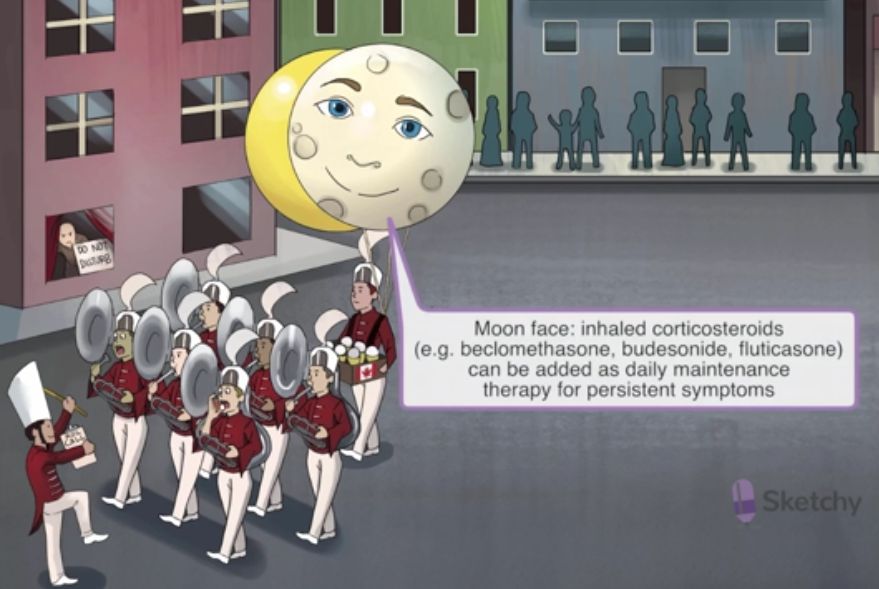 DO NOT
DISTURB
Moon face: inhaled corticosteroids
(e.g. beclomethasone, budesonide, fluticasone)
can be added as daily maintenance
therapy for persistent symptoms
CALL
Sketchy